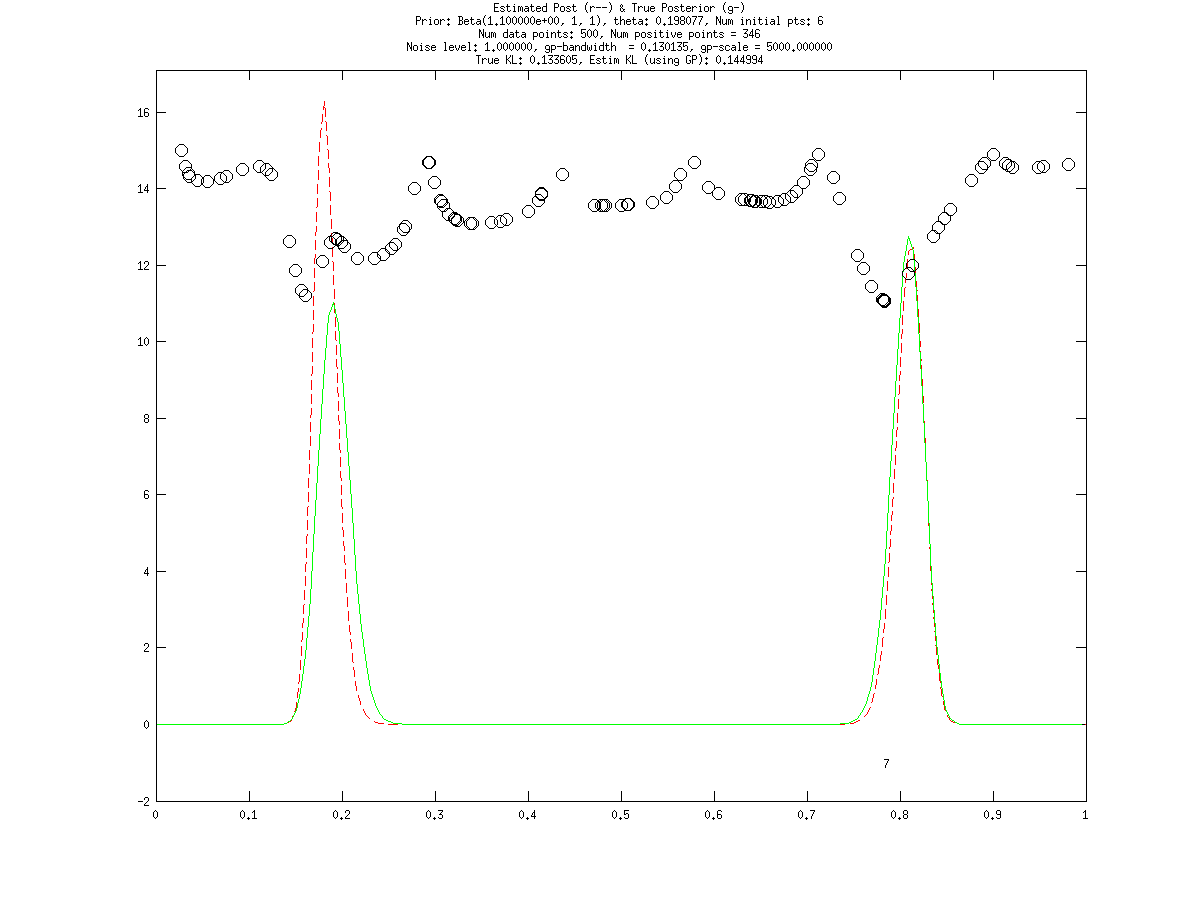 Estimated Post (r--) & True Posterior (g-)
Prior: Beta(1.100000e+00, 1, 1), theta: 0.198077, Num initial pts: 6
Num data points: 500, Num positive points = 346
Noise level: 1.000000, gp-bandwidth  = 0.130135, gp-scale = 5000.000000
True KL: 0.133605, Estim KL (using GP): 0.144994
16
14
12
10
8
6
4
2
0
7
-2
0 0.1 0.2 0.3 0.4 0.5 0.6 0.7 0.8 0.9 1